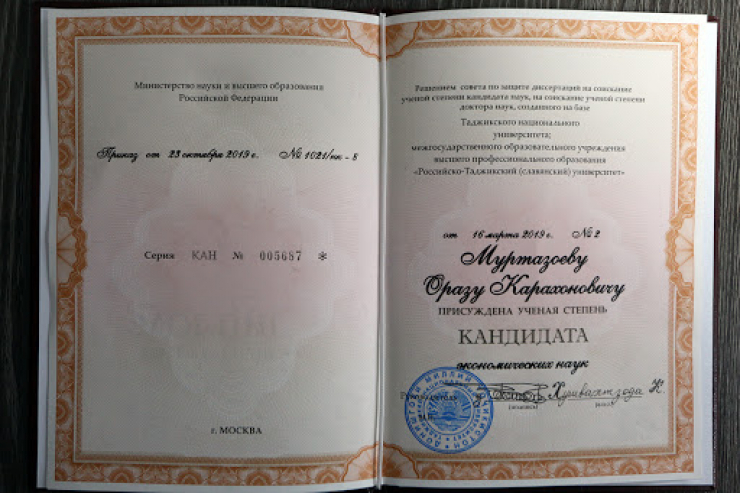 Министерство науки и высшего образования
Российской Федерации
Приказ от 23 октября 2019 г. № 1021/нк - 8
Серия КАН № 005687 *
г. МОСКВА
Решением совета по защите диссертаций на соискание
ученой степени кандидата наук, на соискание ученой степени
доктора наук, созданного на базе
Таджикского национального
университета;
межгосударственного образовательного учреждения
высшего профессионального образования
«Российско-Таджикский (славянский) университет»
от 16 марта 2019 г. № 2
Муртазоеву
Оразу Карахоновичу
ПРИСУЖДЕНА УЧЕНАЯ СТЕПЕНЬ
КАНДИДАТА
экономических наук